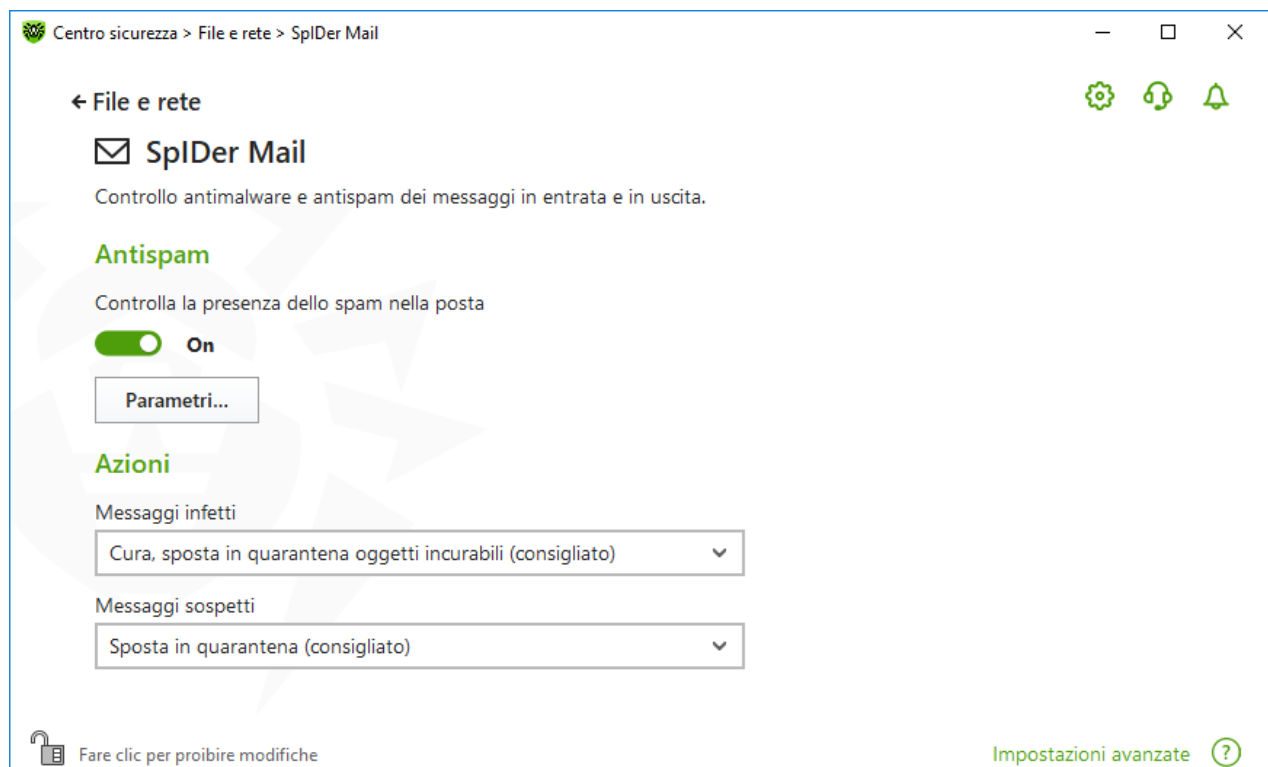 Centro sicurezza > File e rete > SpIDer Mail
File e rete
SpIDer Mail
Controllo antimalware e antispam dei messaggi in entrata e in uscita.
Antispam
Controlla la presenza dello spam nella posta
On
Parametri...
Azioni
Messaggi infetti
Cura, sposta in quarantena oggetti incurabili (consigliato)
Messaggi sospetti
Sposta in quarantena (consigliato)
Fare clic per proibire modifiche
Impostazioni avanzate ?